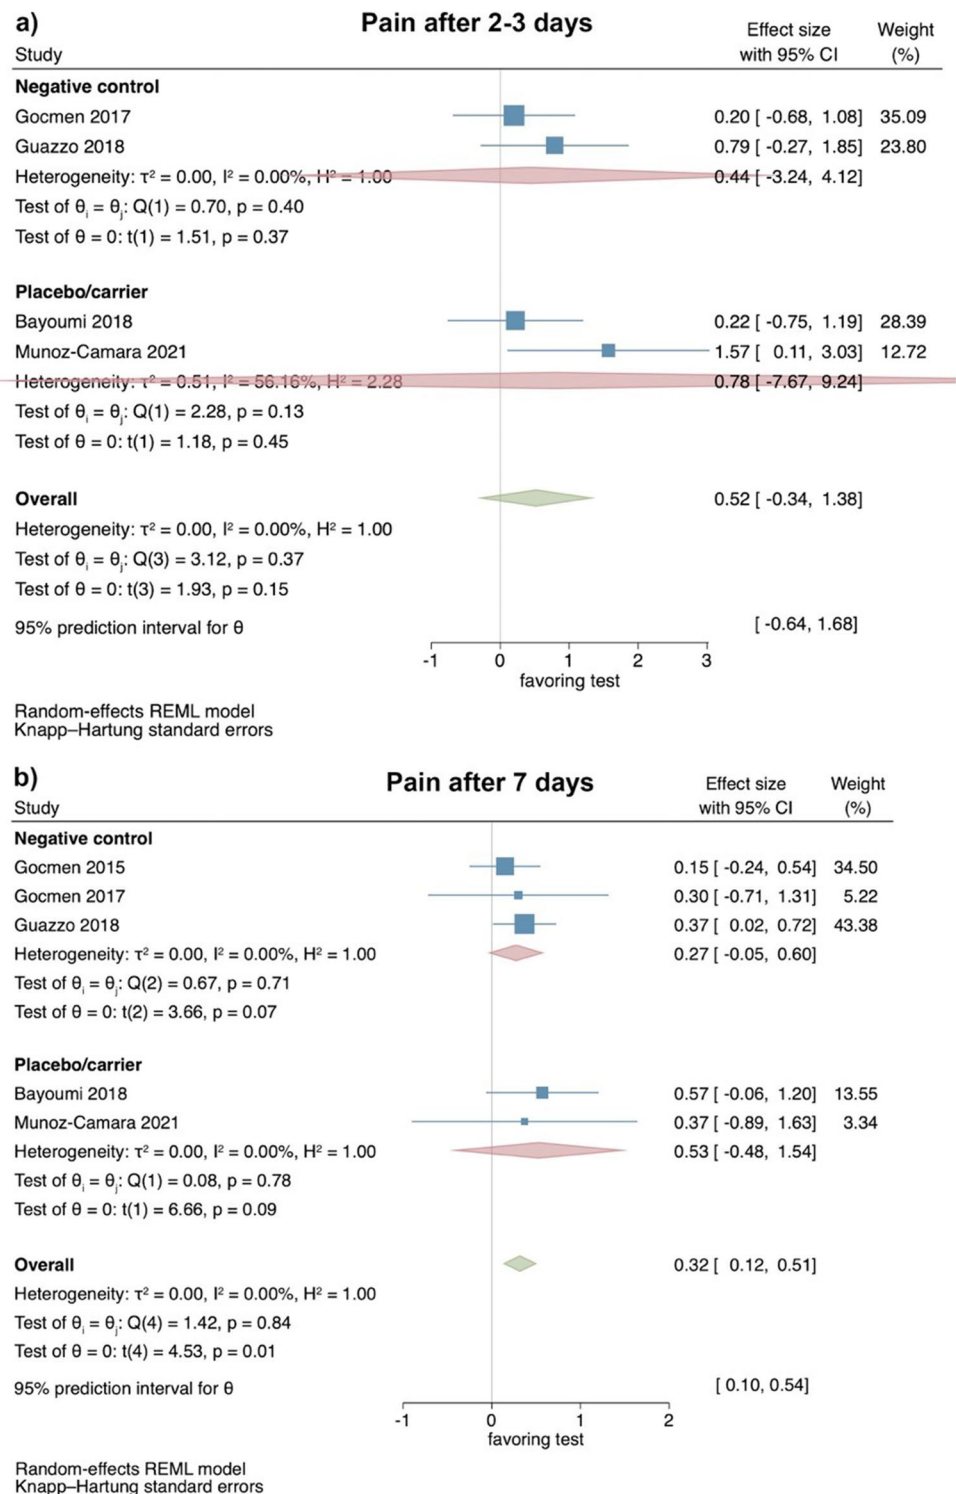 a) Pain after 2-3 days
Study Effect size with 95% CI Weight (%)
Negative control
Gocmen 2017 0.20 [ -0.68, 1.08] 35.09
Guazzo 2018 0.79 [ -0.27, 1.85] 23.80
Heterogeneity: τ² = 0.00, I² = 0.00%, H² = 1.00 0.44 [ -3.24, 4.12]
Test of θᵢ = θⱼ: Q(1) = 0.70, p = 0.40
Test of θ = 0: t(1) = 1.51, p = 0.37
Placebo/carrier
Bayoumi 2018 0.22 [ -0.75, 1.19] 28.39
Munoz-Camara 2021 1.57 [ 0.11, 3.03] 12.72
Heterogeneity: τ² = 0.51, I² = 56.16%, H² = 2.28 0.78 [ -7.67, 9.24]
Test of θᵢ = θⱼ: Q(1) = 2.28, p = 0.13
Test of θ = 0: t(1) = 1.18, p = 0.45
Overall 0.52 [ -0.34, 1.38]
Heterogeneity: τ² = 0.00, I² = 0.00%, H² = 1.00
Test of θᵢ = θⱼ: Q(3) = 3.12, p = 0.37
Test of θ = 0: t(3) = 1.93, p = 0.15
95% prediction interval for θ [ -0.64, 1.68]
-1 0 1 2 3
favoring test
Random-effects REML model
Knapp–Hartung standard errors
b) Pain after 7 days
Study Effect size with 95% CI Weight (%)
Negative control
Gocmen 2015 0.15 [ -0.24, 0.54] 34.50
Gocmen 2017 0.30 [ -0.71, 1.31] 5.22
Guazzo 2018 0.37 [ 0.02, 0.72] 43.38
Heterogeneity: τ² = 0.00, I² = 0.00%, H² = 1.00 0.27 [ -0.05, 0.60]
Test of θᵢ = θⱼ: Q(2) = 0.67, p = 0.71
Test of θ = 0: t(2) = 3.66, p = 0.07
Placebo/carrier
Bayoumi 2018 0.57 [ -0.06, 1.20] 13.55
Munoz-Camara 2021 0.37 [ -0.89, 1.63] 3.34
Heterogeneity: τ² = 0.00, I² = 0.00%, H² = 1.00 0.53 [ -0.48, 1.54]
Test of θᵢ = θⱼ: Q(1) = 0.08, p = 0.78
Test of θ = 0: t(1) = 6.66, p = 0.09
Overall 0.32 [ 0.12, 0.51]
Heterogeneity: τ² = 0.00, I² = 0.00%, H² = 1.00
Test of θᵢ = θⱼ: Q(4) = 1.42, p = 0.84
Test of θ = 0: t(4) = 4.53, p = 0.01
95% prediction interval for θ [ 0.10, 0.54]
-1 0 1 2
favoring test
Random-effects REML model
Knapp–Hartung standard errors